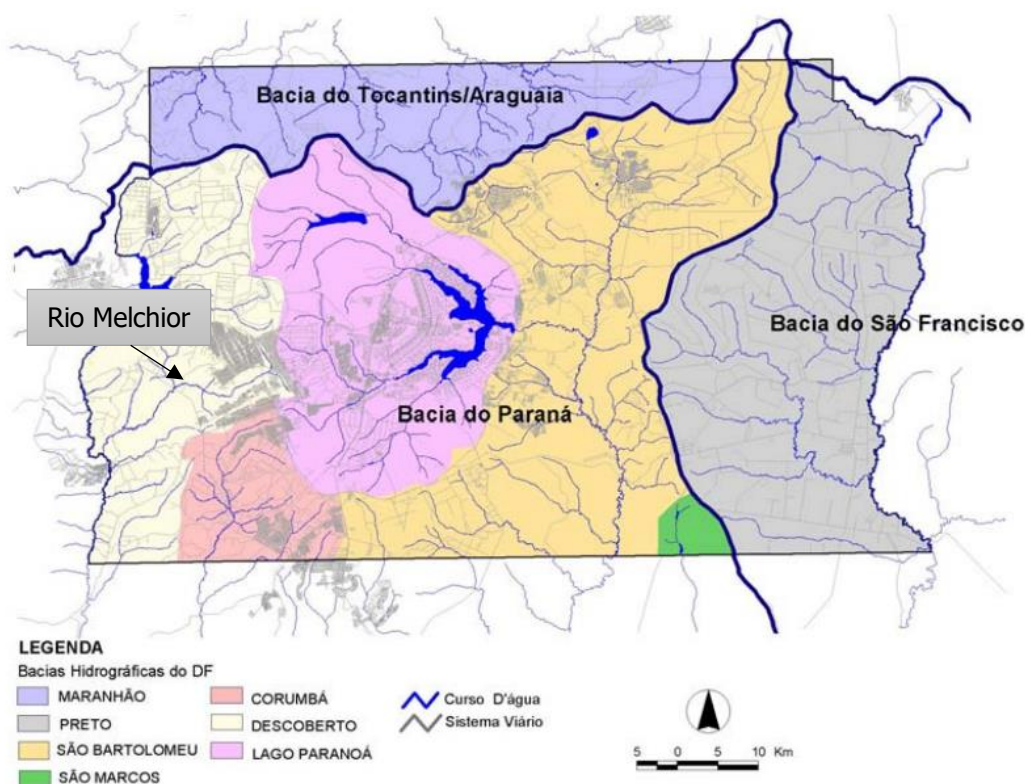 Bacia do Tocantins/Araguaia
Rio Melchior
Bacia do São Francisco
Bacia do Paraná
LEGENDA
Bacias Hidrográficas do DF
MARANHÃO
PRETO
SÃO BARTOLOMEU
SÃO MARCOS
CORUMBÁ
DESCOBERTO
LAGO PARANOÁ
Curso D'água
Sistema Viário
5 0 5 10 Km